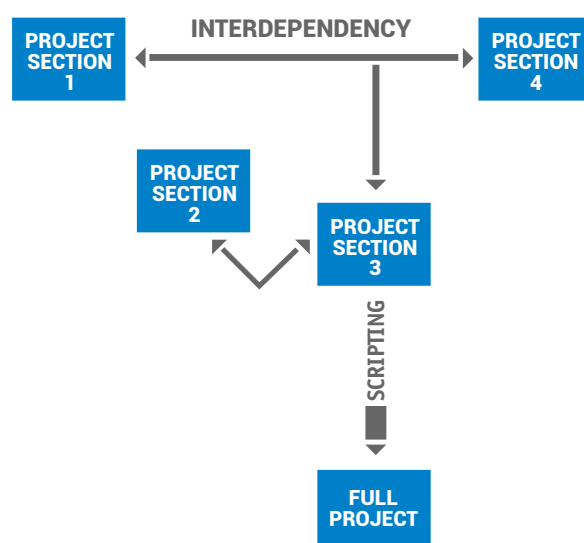 PROJECT
SECTION
1
INTERDEPENDENCY
PROJECT
SECTION
4
PROJECT
SECTION
2
PROJECT
SECTION
3
SCRIPTING
FULL
PROJECT